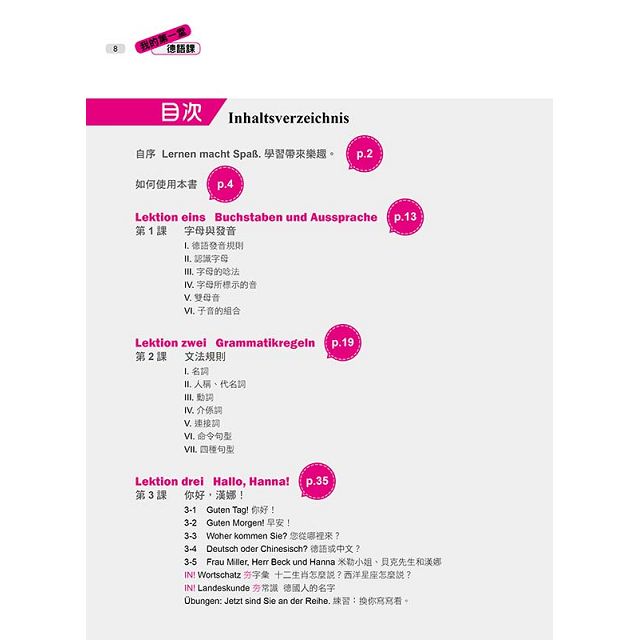 8
我的第一堂
德語課
目次 Inhaltsverzeichnis
自序 Lernen macht Spaß. 學習帶來樂趣。 p.2
如何使用本書 p.4
Lektion eins Buchstaben und Aussprache p.13
第 1 課 字母與發音
I. 德語發音規則
II. 認識字母
III. 字母的唸法
IV. 字母所標示的音
V. 雙母音
VI. 子音的組合
Lektion zwei Grammatikregeln p.19
第 2 課 文法規則
I. 名詞
II. 人稱、代名詞
III. 動詞
IV. 介係詞
V. 連接詞
VI. 命令句型
VII. 四種句型
Lektion drei Hallo, Hanna! p.35
第 3 課 你好，漢娜！
3-1 Guten Tag! 你好！
3-2 Guten Morgen! 早安！
3-3 Woher kommen Sie? 您從哪裡來？
3-4 Deutsch oder Chinesisch? 德語或中文？
3-5 Frau Miller, Herr Beck und Hanna 米勒小姐、貝克先生和漢娜
IN! Wortschatz 夯字彙 十二生肖怎麼說？西洋星座怎麼說？
IN! Landeskunde 夯常識 德國人的名字
Übungen: Jetzt sind Sie an der Reihe. 練習：換你寫寫看。